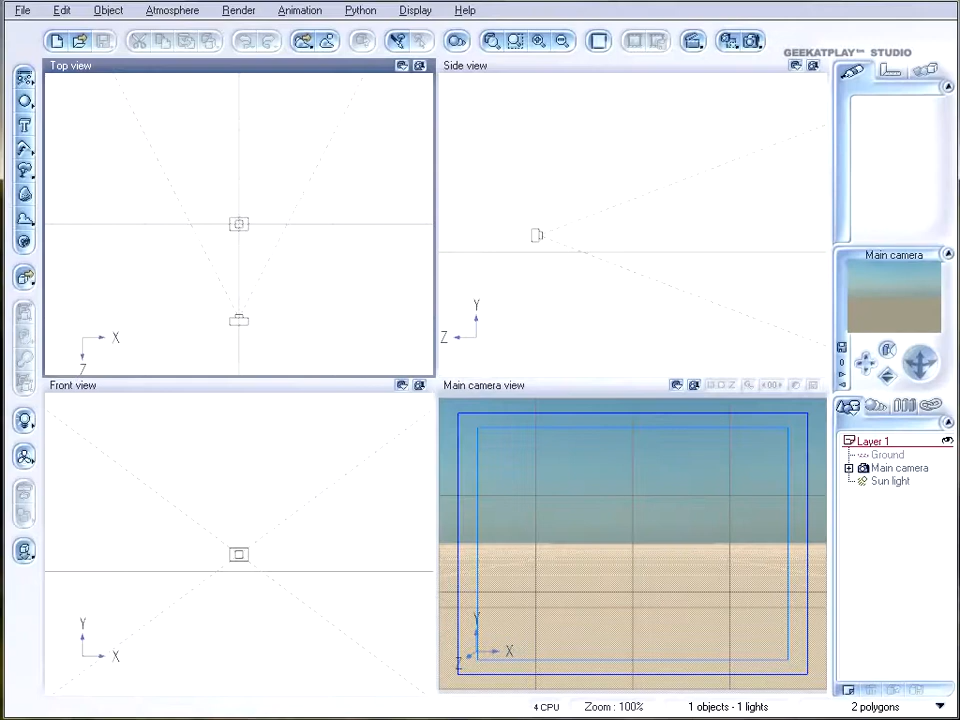 File Edit Object Atmosphere Render Animation Python Display Help
GEEKATPLAY™ STUDIO
Top view
Side view
X
Z
Y
Z
Main camera
0
Front view
Main camera view
Layer 1
Ground
Main camera
Sun light
Y
X
Y
X
Z
4 CPU Zoom : 100% 1 objects - 1 lights 2 polygons